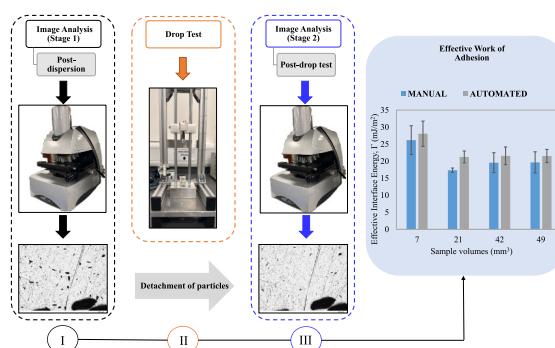 Image Analysis
(Stage 1)
Post-
dispersion
Drop Test
Image Analysis
(Stage 2)
Post-drop test
Detachment of particles
I
II
III
Effective Work of
Adhesion
MANUAL
AUTOMATED
Effective Interface Energy, Γ (mJ/m²)
35
30
25
20
15
10
5
0
7
21
42
49
Sample volumes (mm³)